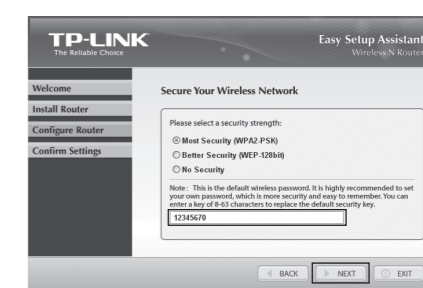 TP-LINK
The Reliable Choice
Easy Setup Assistant
Wireless N Router
Welcome
Install Router
Configure Router
Confirm Settings
Secure Your Wireless Network
Please select a security strength:
Most Security (WPA2-PSK)
Better Security (WEP-128bit)
No Security
Note: This is the default wireless password. It is highly recommended to set
your own password, which is more security and easy to remember. You can
enter a key of 8-63 characters to replace the default security key.
12345670
BACK
NEXT
EXIT